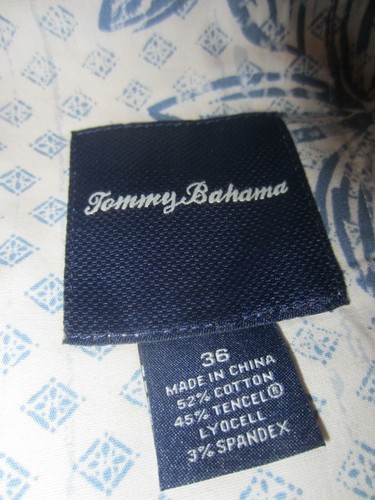 Tommy Bahama
36
MADE IN CHINA
52% COTTON
45% TENCEL®
LYOCELL
3% SPANDEX